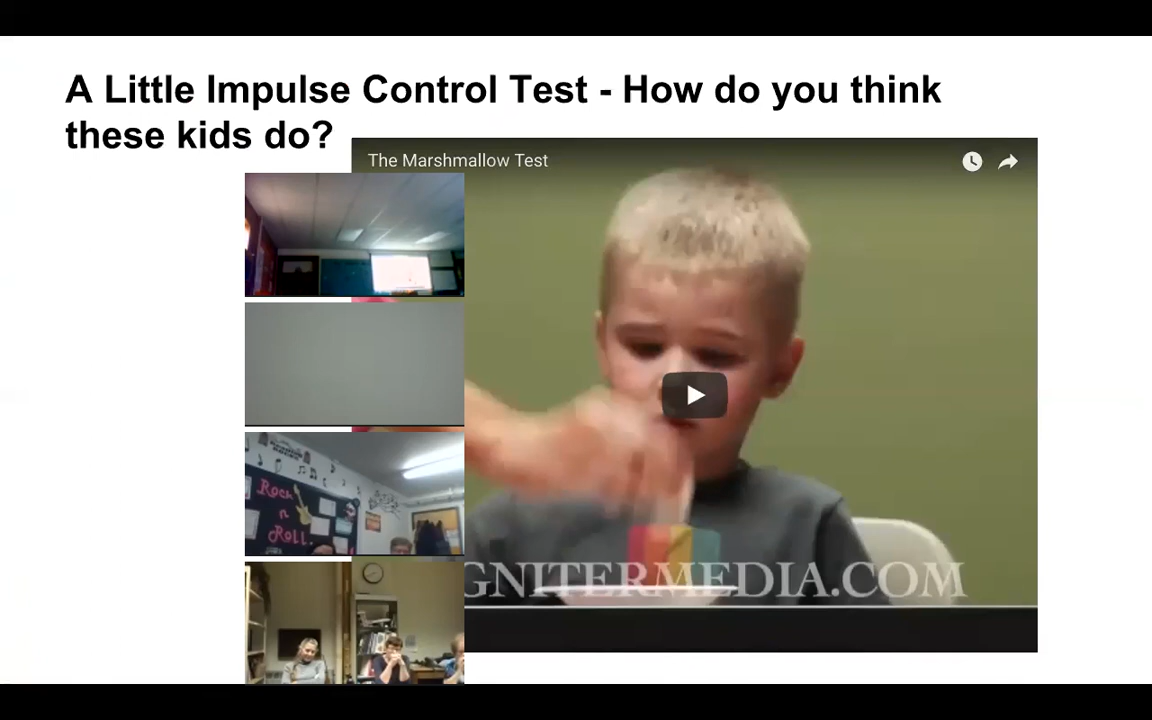 A Little Impulse Control Test - How do you think
these kids do?
The Marshmallow Test
Rock
n
ROLL.
GNITERMEDIA.COM